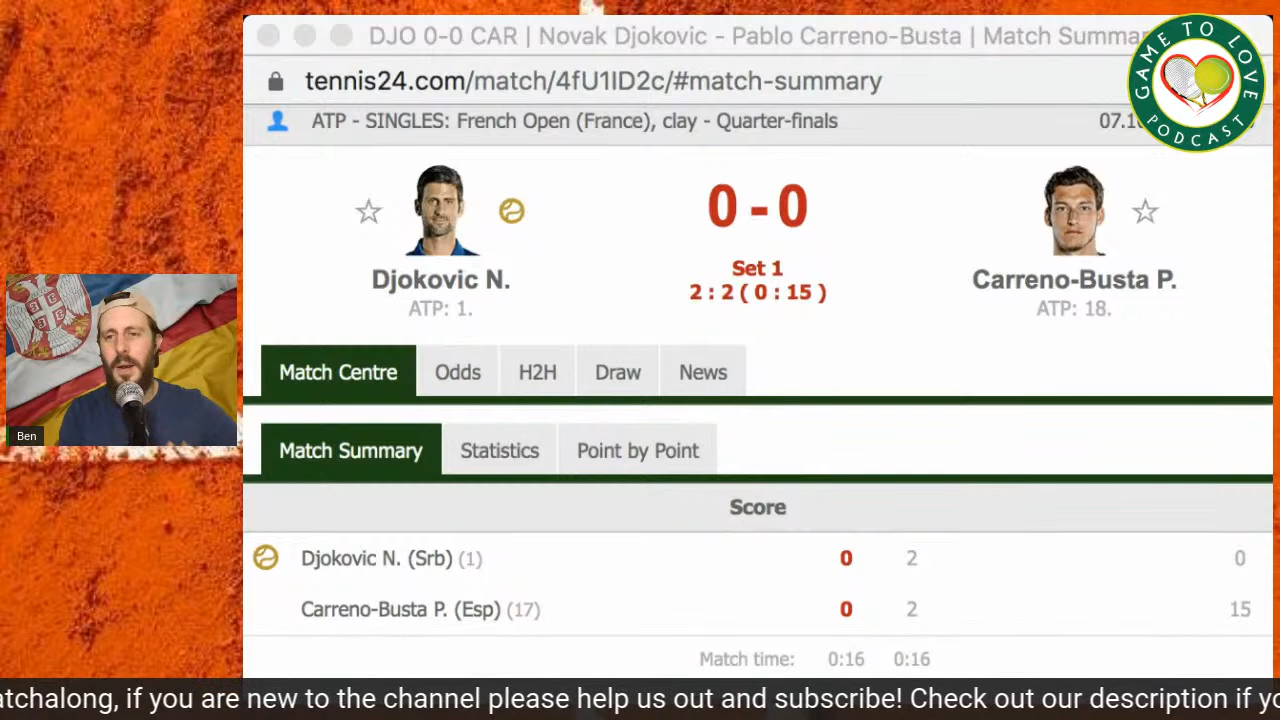 DJO 0-0 CAR | Novak Djokovic - Pablo Carreno-Busta | Match Summar
GAME TO LOVE PODCAST
tennis24.com/match/4fU1ID2c/#match-summary
ATP - SINGLES: French Open (France), clay - Quarter-finals
0 - 0
Set 1
2 : 2 ( 0 : 15 )
Djokovic N.
Carreno-Busta P.
ATP: 1.
ATP: 18.
Match Centre Odds H2H Draw News
Ben
Match Summary Statistics Point by Point
Score
Djokovic N. (Srb) (1) 0 2 0
Carreno-Busta P. (Esp) (17) 0 2 15
Match time: 0:16 0:16
atchalong, if you are new to the channel please help us out and subscribe! Check out our description if yo